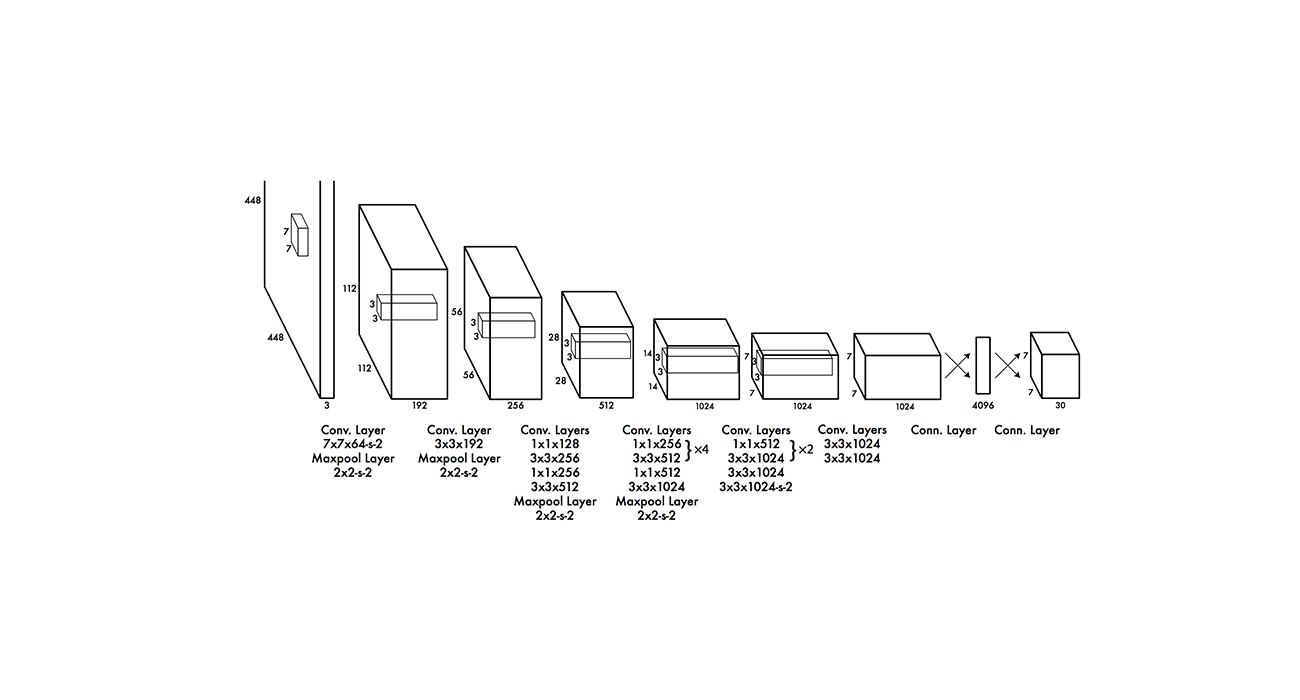 448
7
7
448
3
112
3
3
112
192
56
3
3
56
256
28
3
3
28
512
14
3
3
14
1024
7
3
3
7
1024
7
7
1024
4096
7
7
30
Conv. Layer
7x7x64-s-2
Maxpool Layer
2x2-s-2
Conv. Layer
3x3x192
Maxpool Layer
2x2-s-2
Conv. Layers
1x1x128
3x3x256
1x1x256
3x3x512
Maxpool Layer
2x2-s-2
Conv. Layers
1x1x256
3x3x512
}×4
1x1x512
3x3x1024
Maxpool Layer
2x2-s-2
Conv. Layers
1x1x512
3x3x1024
}×2
3x3x1024
3x3x1024-s-2
Conv. Layers
3x3x1024
3x3x1024
Conn. Layer
Conn. Layer